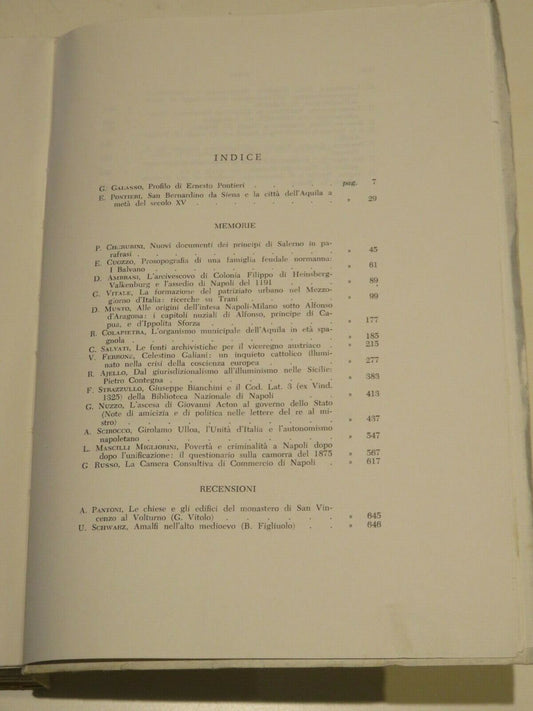 INDICE
G. GALASSO, Profilo di Ernesto Pontieri . . . . . pag. 7
E. PONTIERI, San Bernardino da Siena e la città dell'Aquila a
metà del secolo XV . . . . . . . » 29
MEMORIE
P. CHERUBINI, Nuovi documenti dei principi di Salerno in pa-
rafrasi . . . . . . . . . » 45
E. CUOZZO, Prosopografia di una famiglia feudale normanna:
I Balvano . . . . . . . . . » 61
D. AMBRASI, L'arcivescovo di Colonia Filippo di Heinsberg-
Valkenburg e l'assedio di Napoli del 1191 . . . » 89
G. VITALE, La formazione del patriziato urbano nel Mezzo-
giorno d'Italia: ricerche su Trani . . . . . » 99
D. MUSTO, Alle origini dell'intesa Napoli-Milano sotto Alfonso
d'Aragona: i capitoli nuziali di Alfonso, principe di Ca-
pua, e d'Ippolita Sforza . . . . . . » 177
R. COLAPIETRA, L'organismo municipale dell'Aquila in età spa-
gnola . . . . . . . . . » 185
C. SALVATI, Le fonti archivistiche per il viceregno austriaco . » 215
V. FERRONE, Celestino Galiani: un inquieto cattolico illumi-
nato nella crisi della coscienza europea . . . . » 277
R. AJELLO, Dal giurisdizionalismo all'illuminismo nelle Sicilie:
Pietro Contegna . . . . . . . . » 383
F. STRAZZULLO, Giuseppe Bianchini e il Cod. Lat. 3 (ex Vind.
1325) della Biblioteca Nazionale di Napoli . . . » 413
G. NUZZO, L'ascesa di Giovanni Acton al governo dello Stato
(Note di amicizia e di politica nelle lettere del re al mi-
nistro) . . . . . . . . . » 437
A. SCIROCCO, Girolamo Ulloa, l'Unità d'Italia e l'autonomismo
napoletano . . . . . . . . » 547
L. MASCILLI MIGLIORINI, Povertà e criminalità a Napoli dopo
dopo l'unificazione: il questionario sulla camorra del 1875 » 567
G RUSSO, La Camera Consultiva di Commercio di Napoli . . » 617
RECENSIONI
A. PANTONI, Le chiese e gli edifici del monastero di San Vin-
cenzo al Volturno (G. Vitolo) . . . . . » 645
U. SCHWARZ, Amalfi nell'alto medioevo (B. Figliuolo) . . » 646